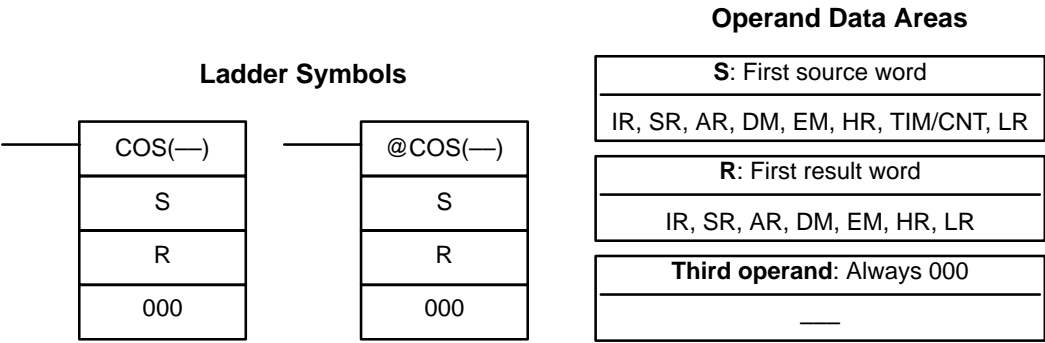 Operand Data Areas
Ladder Symbols
S: First source word
IR, SR, AR, DM, EM, HR, TIM/CNT, LR
R: First result word
IR, SR, AR, DM, EM, HR, LR
Third operand: Always 000
—
COS(—)
S
R
000
@COS(—)
S
R
000